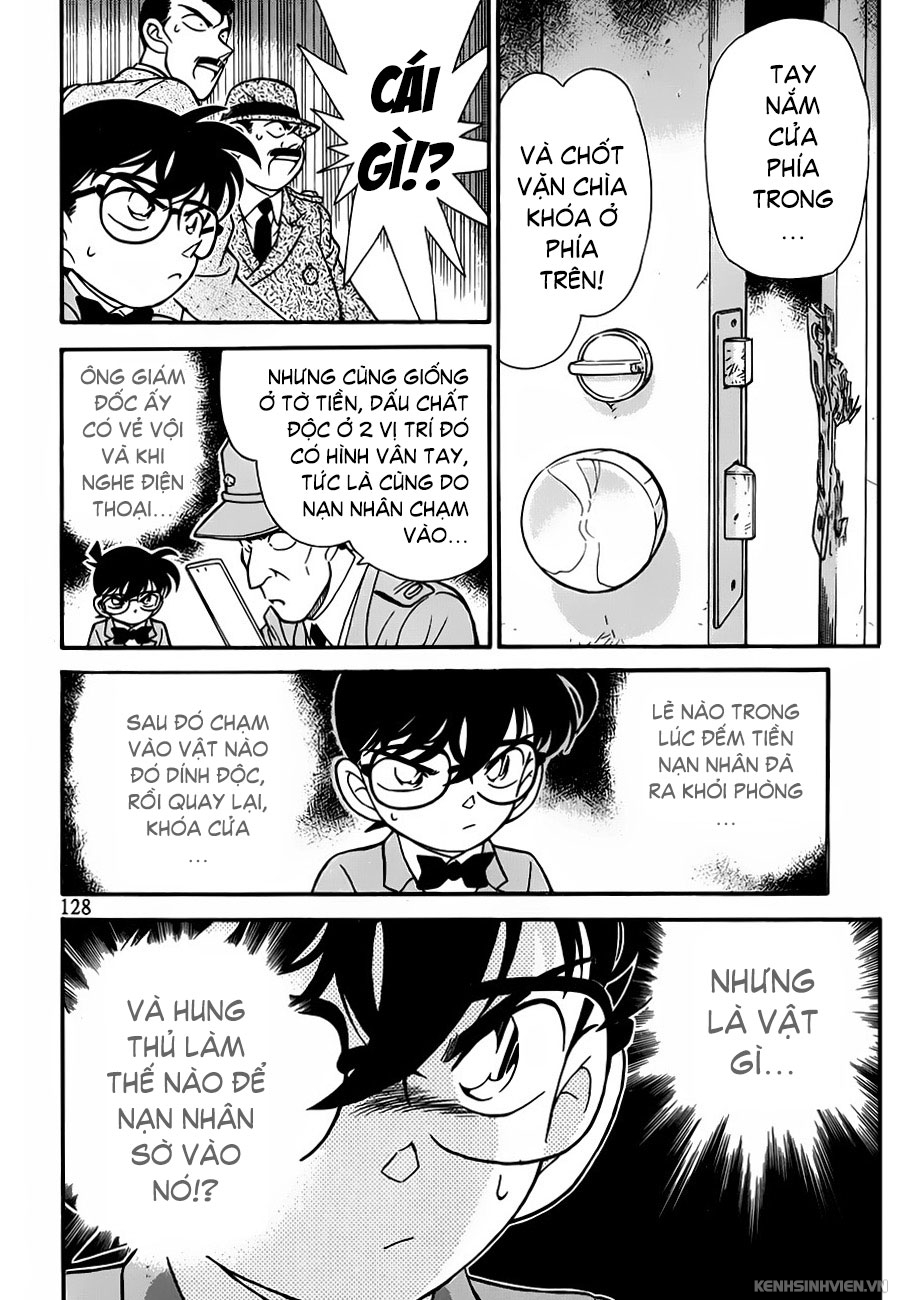 TAY
NẮM
CỬA
PHÍA
TRONG
...
VÀ CHỐT
VẶN CHÌA
KHÓA Ở
PHÍA
TRÊN!
CÁI
GÌ!?
NHƯNG CŨNG GIỐNG
Ở TỜ TIỀN, DẤU CHẤT
ĐỘC Ở 2 VỊ TRÍ ĐÓ
CÓ HÌNH VÂN TAY,
TỨC LÀ CÙNG DO
NẠN NHÂN CHẠM
VÀO...
ÔNG GIÁM
ĐỐC ẤY
CÓ VẺ VỘI
VÀ KHI
NGHE ĐIỆN
THOẠI...
LẼ NÀO TRONG
LÚC ĐẾM TIỀN
NẠN NHÂN ĐÃ
RA KHỎI PHÒNG
...
SAU ĐÓ CHẠM
VÀO VẬT NÀO
ĐÓ DÍNH ĐỘC,
RỒI QUAY LẠI,
KHÓA CỬA
...
128
NHƯNG
LÀ VẬT
GÌ...
VÀ HUNG
THỦ LÀM
THẾ NÀO ĐỂ
NẠN NHÂN
SỜ VÀO
NÓ!?
KENHSINHVIEN.VN